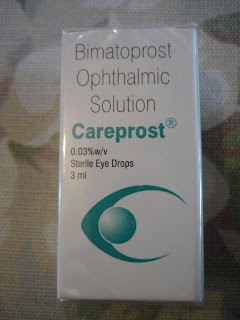 Bimatoprost
Ophthalmic
Solution
Careprost®
0.03%w/v
Sterile Eye Drops
3 ml